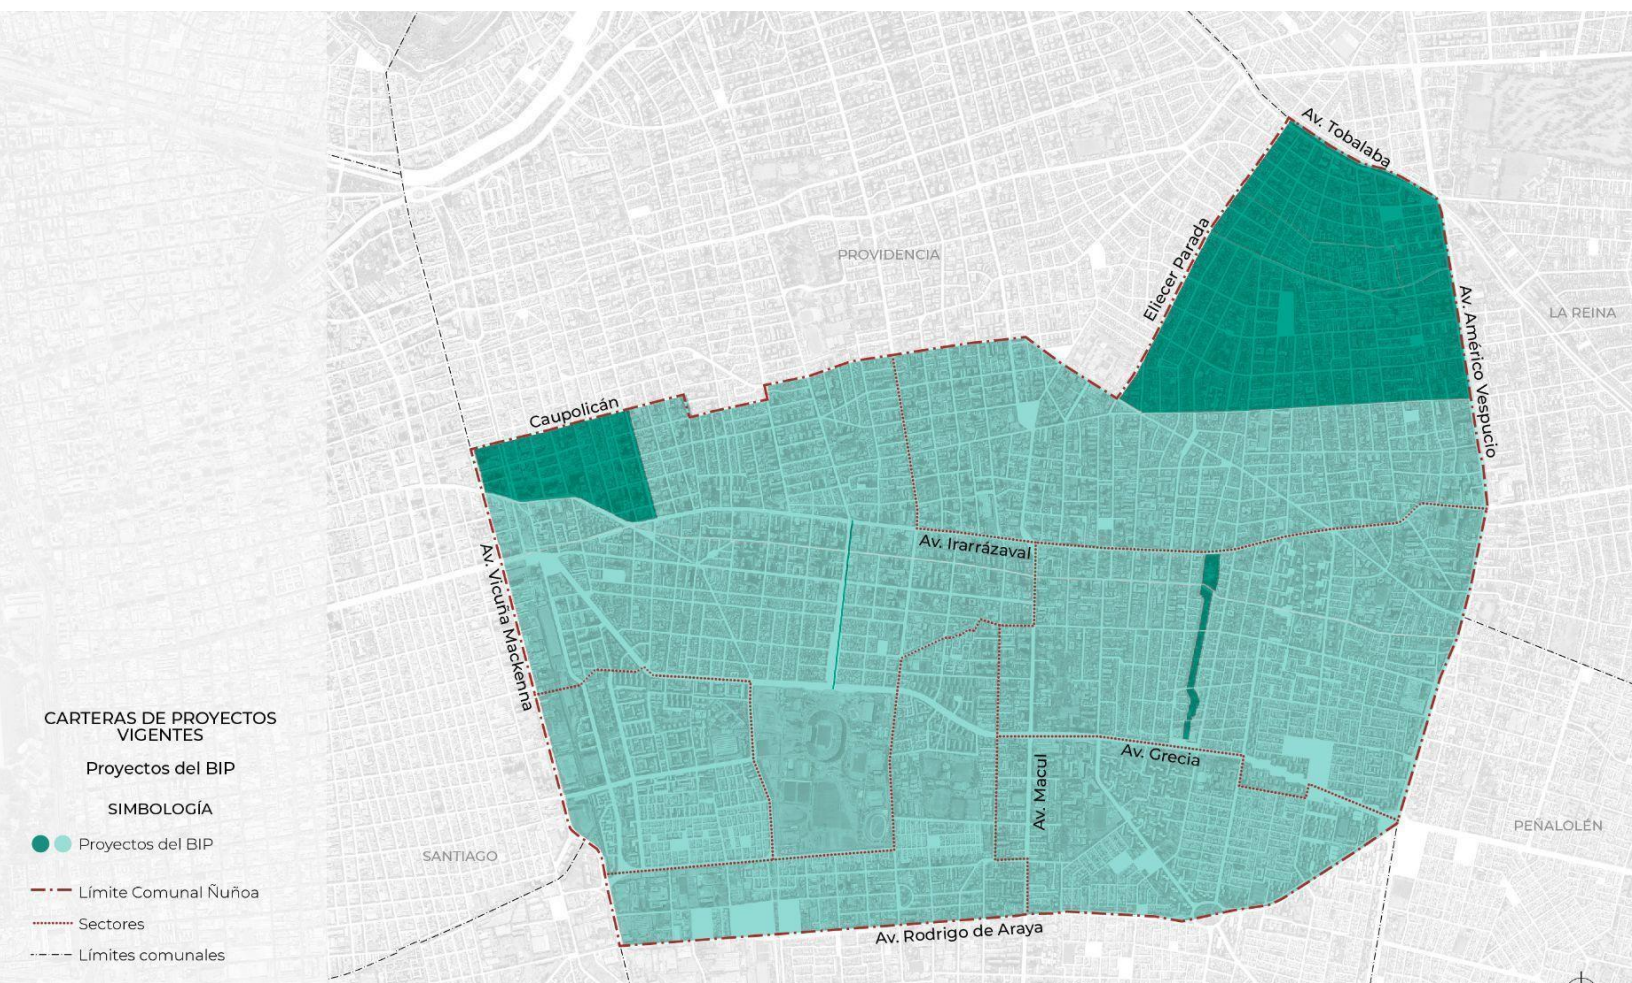 Av. Tobalaba
Eliecer Parada
PROVIDENCIA
Av. Américo Vespucio
LA REINA
Caupolicán
Av. Irarrázaval
Av. Vicuña Mackenna
Av. Grecia
Av. Macul
PEÑALOLÉN
SANTIAGO
Av. Rodrigo de Araya
CARTERAS DE PROYECTOS
VIGENTES
Proyectos del BIP
SIMBOLOGÍA
Proyectos del BIP
Límite Comunal Ñuñoa
Sectores
Límites comunales